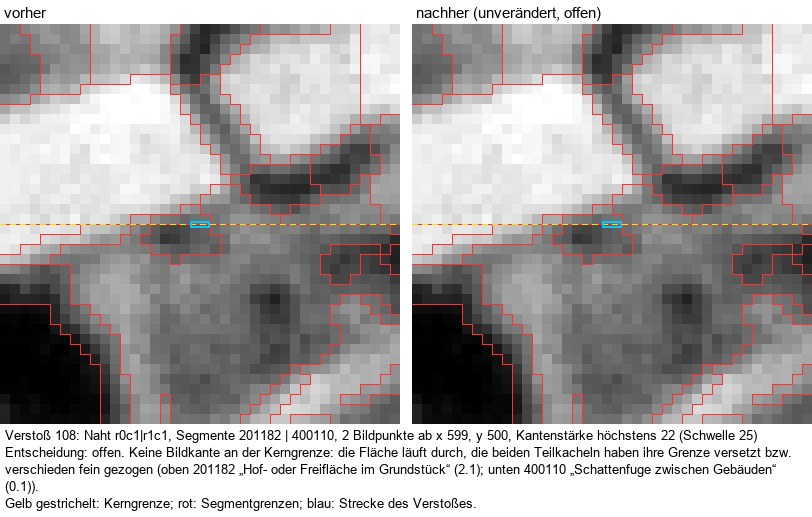 vorher
nachher (unverändert, offen)
Verstoß 108: Naht r0c1|r1c1, Segmente 201182 | 400110, 2 Bildpunkte ab x 599, y 500, Kantenstärke höchstens 22 (Schwelle 25)
Entscheidung: offen. Keine Bildkante an der Kerngrenze: die Fläche läuft durch, die beiden Teilkacheln haben ihre Grenze versetzt bzw.
verschieden fein gezogen (oben 201182 „Hof- oder Freifläche im Grundstück“ (2.1); unten 400110 „Schattenfuge zwischen Gebäuden“
(0.1)).
Gelb gestrichelt: Kerngrenze; rot: Segmentgrenzen; blau: Strecke des Verstoßes.